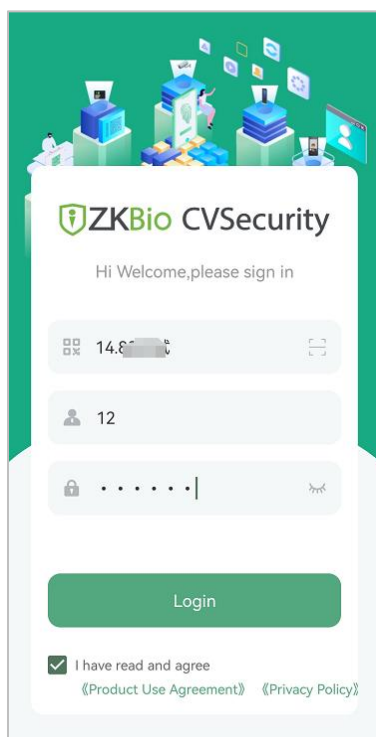 ZKBio CVSecurity
Hi Welcome,please sign in
14.8
12
Login
I have read and agree
《Product Use Agreement》 《Privacy Policy》